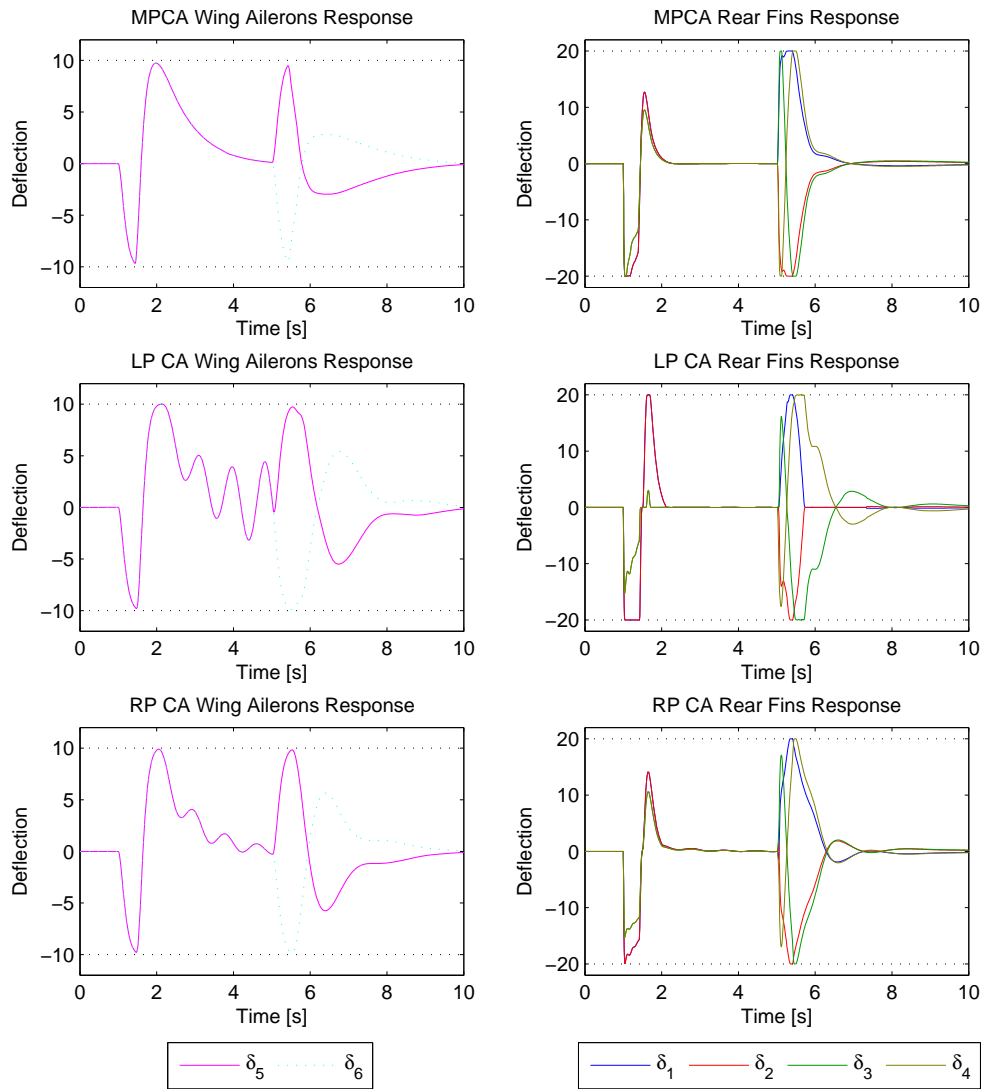 MPCA Wing Ailerons Response
10
5
0
−5
−10
Deflection
0 2 4 6 8 10
Time [s]
MPCA Rear Fins Response
20
10
0
−10
−20
Deflection
0 2 4 6 8 10
Time [s]
LP CA Wing Ailerons Response
10
5
0
−5
−10
Deflection
0 2 4 6 8 10
Time [s]
LP CA Rear Fins Response
20
10
0
−10
−20
Deflection
0 2 4 6 8 10
Time [s]
RP CA Wing Ailerons Response
10
5
0
−5
−10
Deflection
0 2 4 6 8 10
Time [s]
RP CA Rear Fins Response
20
10
0
−10
−20
Deflection
0 2 4 6 8 10
Time [s]
δ5 δ6
δ1 δ2 δ3 δ4